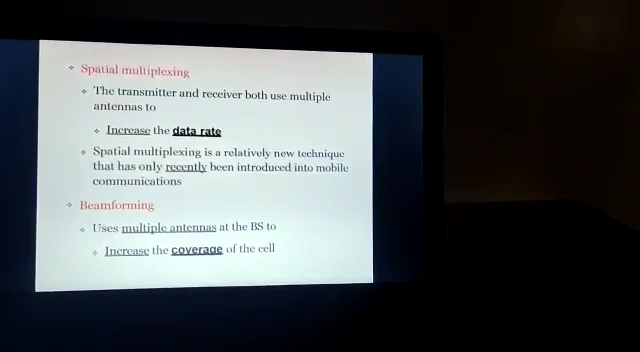 Spatial multiplexing
The transmitter and receiver both use multiple
antennas to
Increase the data rate
Spatial multiplexing is a relatively new technique
that has only recently been introduced into mobile
communications
Beamforming
Uses multiple antennas at the BS to
Increase the coverage of the cell